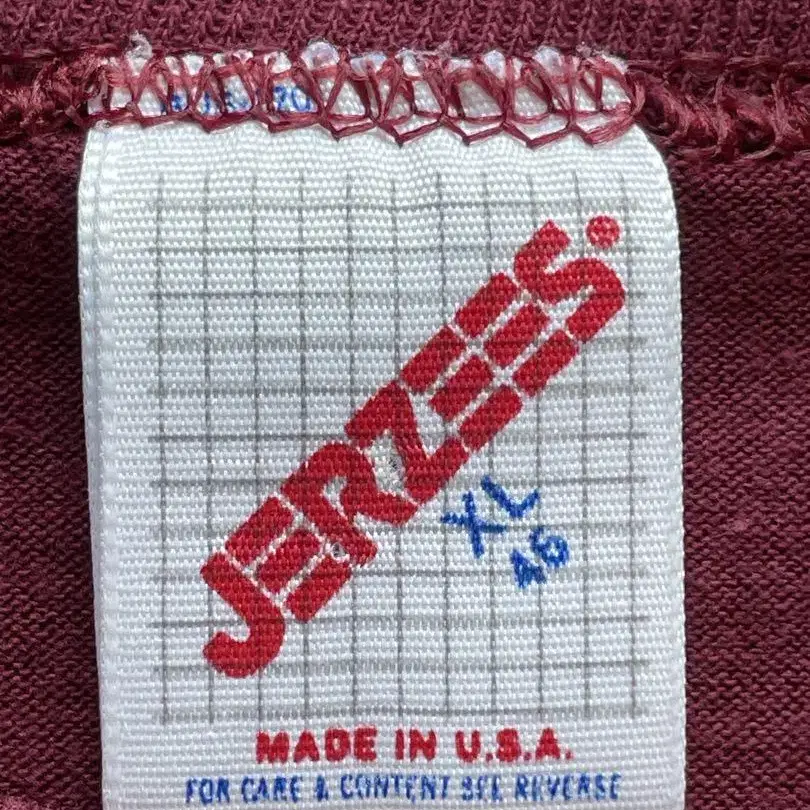 JERZEES
XL
46
MADE IN U.S.A.
FOR CARE & CONTENT SEE REVERSE